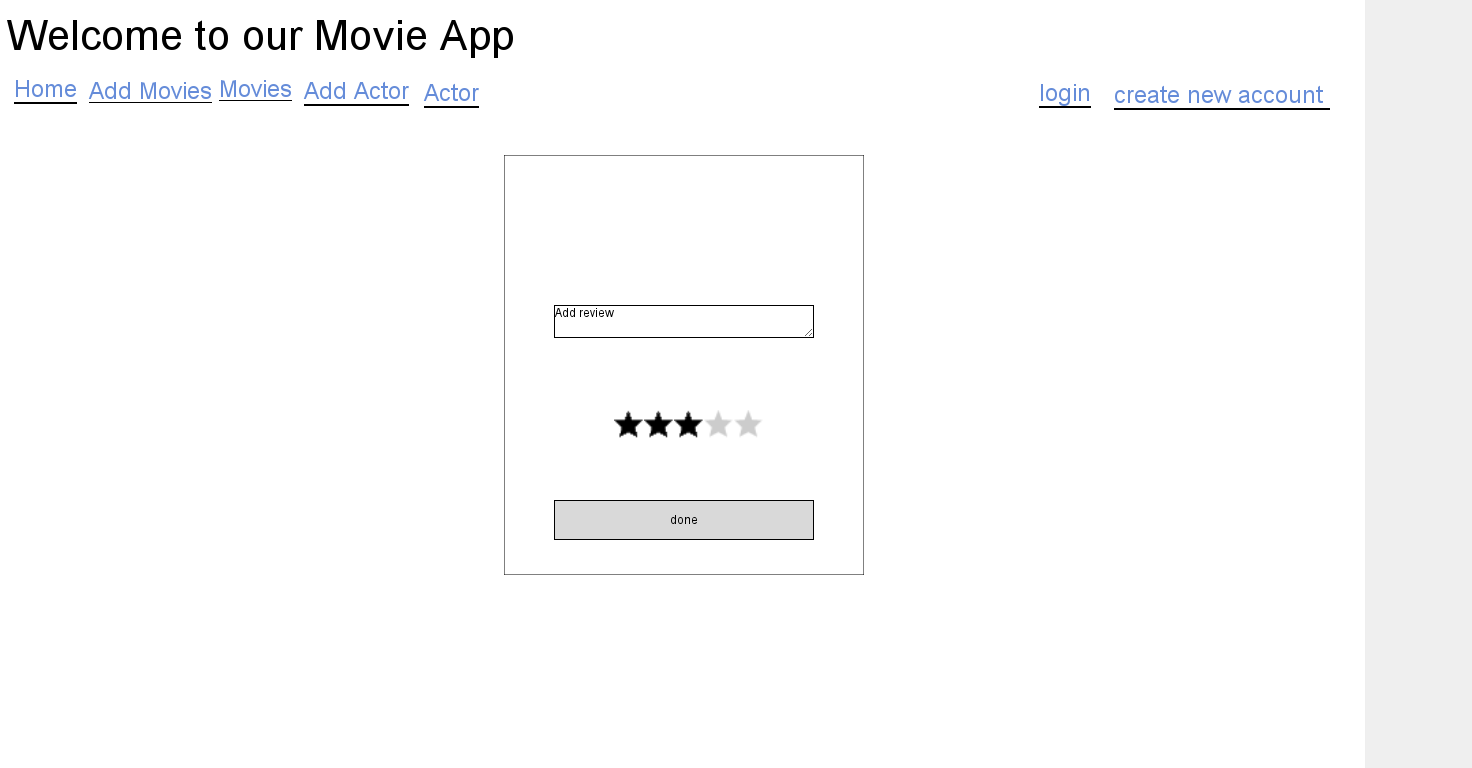 Welcome to our Movie App
Home Add Movies Movies Add Actor Actor login create new account
Add review
done